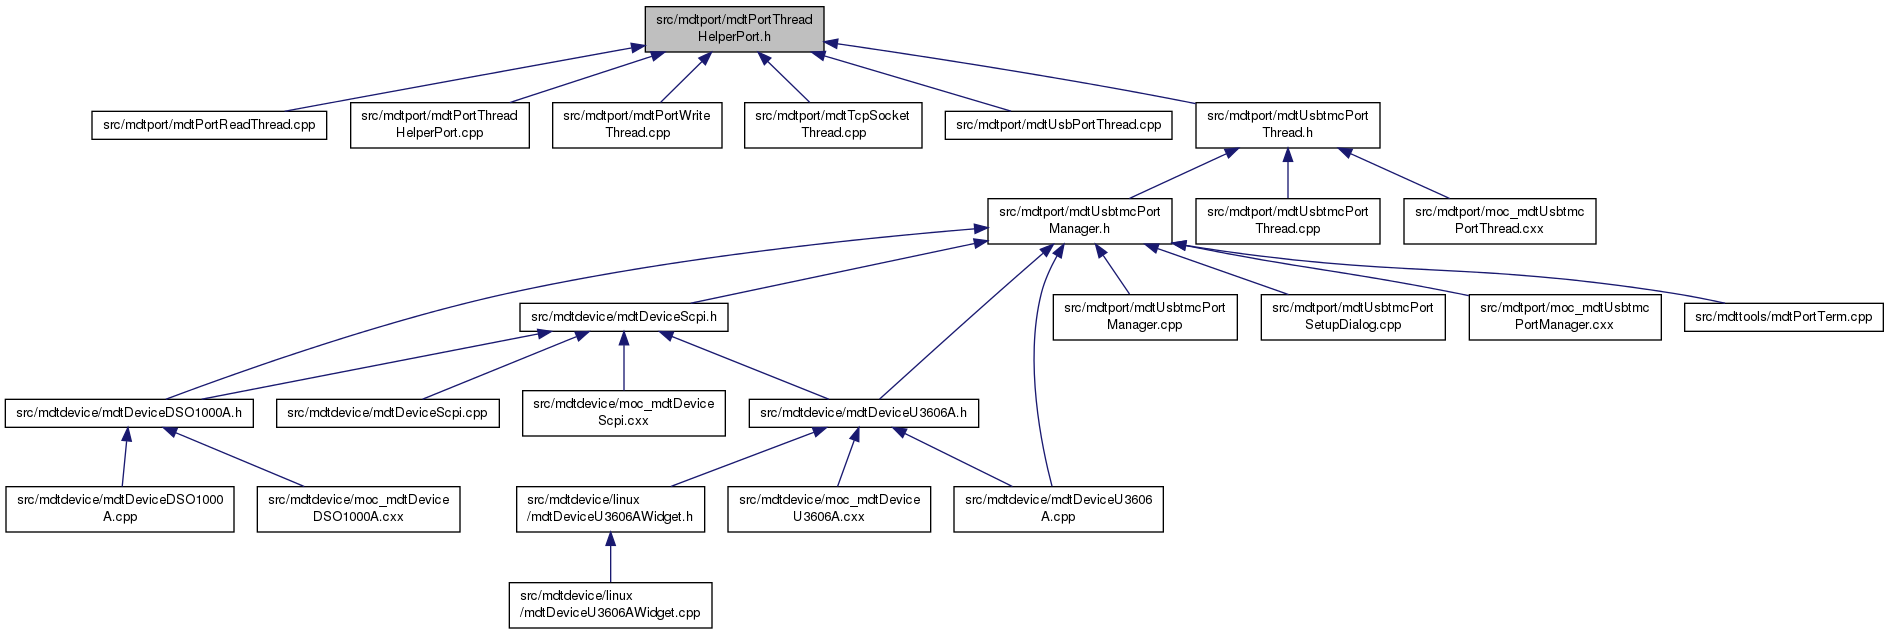 src/mdtport/mdtPortThread
HelperPort.h
src/mdtport/mdtPortReadThread.cpp
src/mdtport/mdtPortThread
HelperPort.cpp
src/mdtport/mdtPortWrite
Thread.cpp
src/mdtport/mdtTcpSocket
Thread.cpp
src/mdtport/mdtUsbPortThread.cpp
src/mdtport/mdtUsbtmcPort
Thread.h
src/mdtport/mdtUsbtmcPort
Manager.h
src/mdtport/mdtUsbtmcPort
Thread.cpp
src/mdtport/moc_mdtUsbtmc
PortThread.cxx
src/mdtdevice/mdtDeviceScpi.h
src/mdtport/mdtUsbtmcPort
Manager.cpp
src/mdtport/mdtUsbtmcPort
SetupDialog.cpp
src/mdtport/moc_mdtUsbtmc
PortManager.cxx
src/mdttools/mdtPortTerm.cpp
src/mdtdevice/mdtDeviceDSO1000A.h
src/mdtdevice/mdtDeviceScpi.cpp
src/mdtdevice/moc_mdtDevice
Scpi.cxx
src/mdtdevice/mdtDeviceU3606A.h
src/mdtdevice/mdtDeviceDSO1000
A.cpp
src/mdtdevice/moc_mdtDevice
DSO1000A.cxx
src/mdtdevice/linux
/mdtDeviceU3606AWidget.h
src/mdtdevice/moc_mdtDevice
U3606A.cxx
src/mdtdevice/mdtDeviceU3606
A.cpp
src/mdtdevice/linux
/mdtDeviceU3606AWidget.cpp